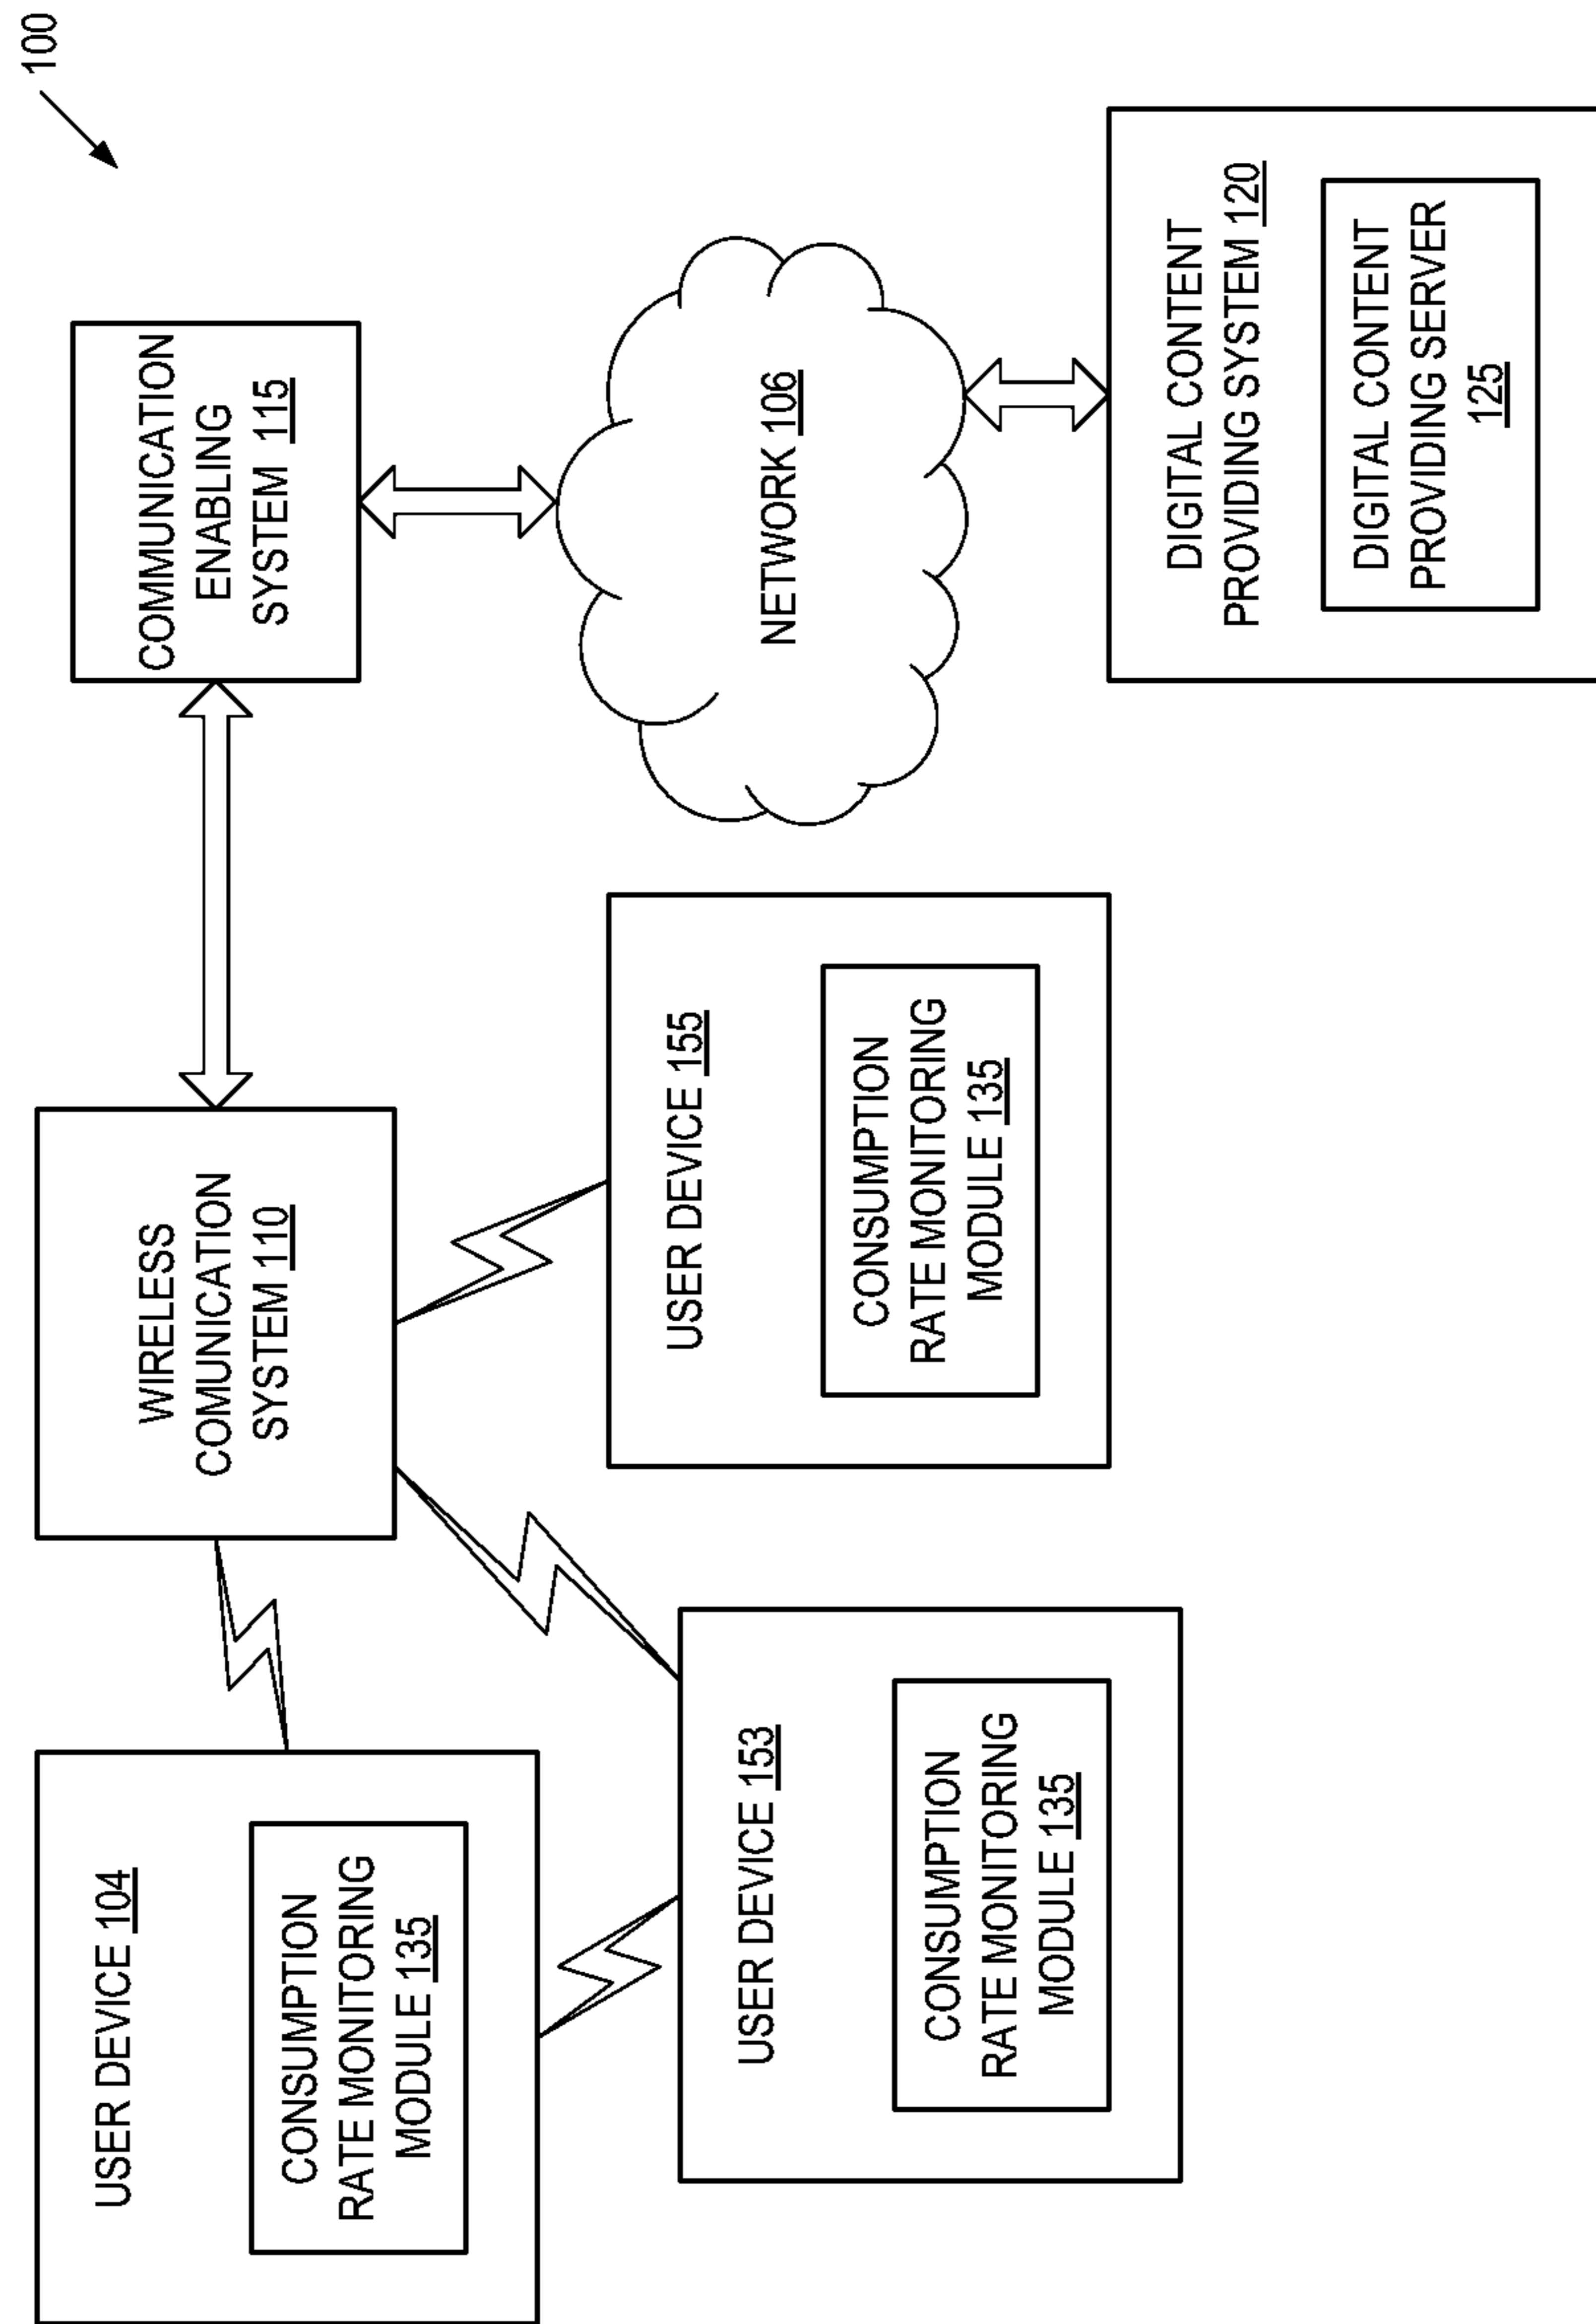 100
USER DEVICE 104
CONSUMPTION
RATE MONITORING
MODULE 135
WIRELESS
COMUNICATION
SYSTEM 110
COMMUNICATION
ENABLING
SYSTEM 115
USER DEVICE 153
CONSUMPTION
RATE MONITORING
MODULE 135
USER DEVICE 155
CONSUMPTION
RATE MONITORING
MODULE 135
NETWORK 106
DIGITAL CONTENT
PROVIDING SYSTEM 120
DIGITAL CONTENT
PROVIDING SERVER
125